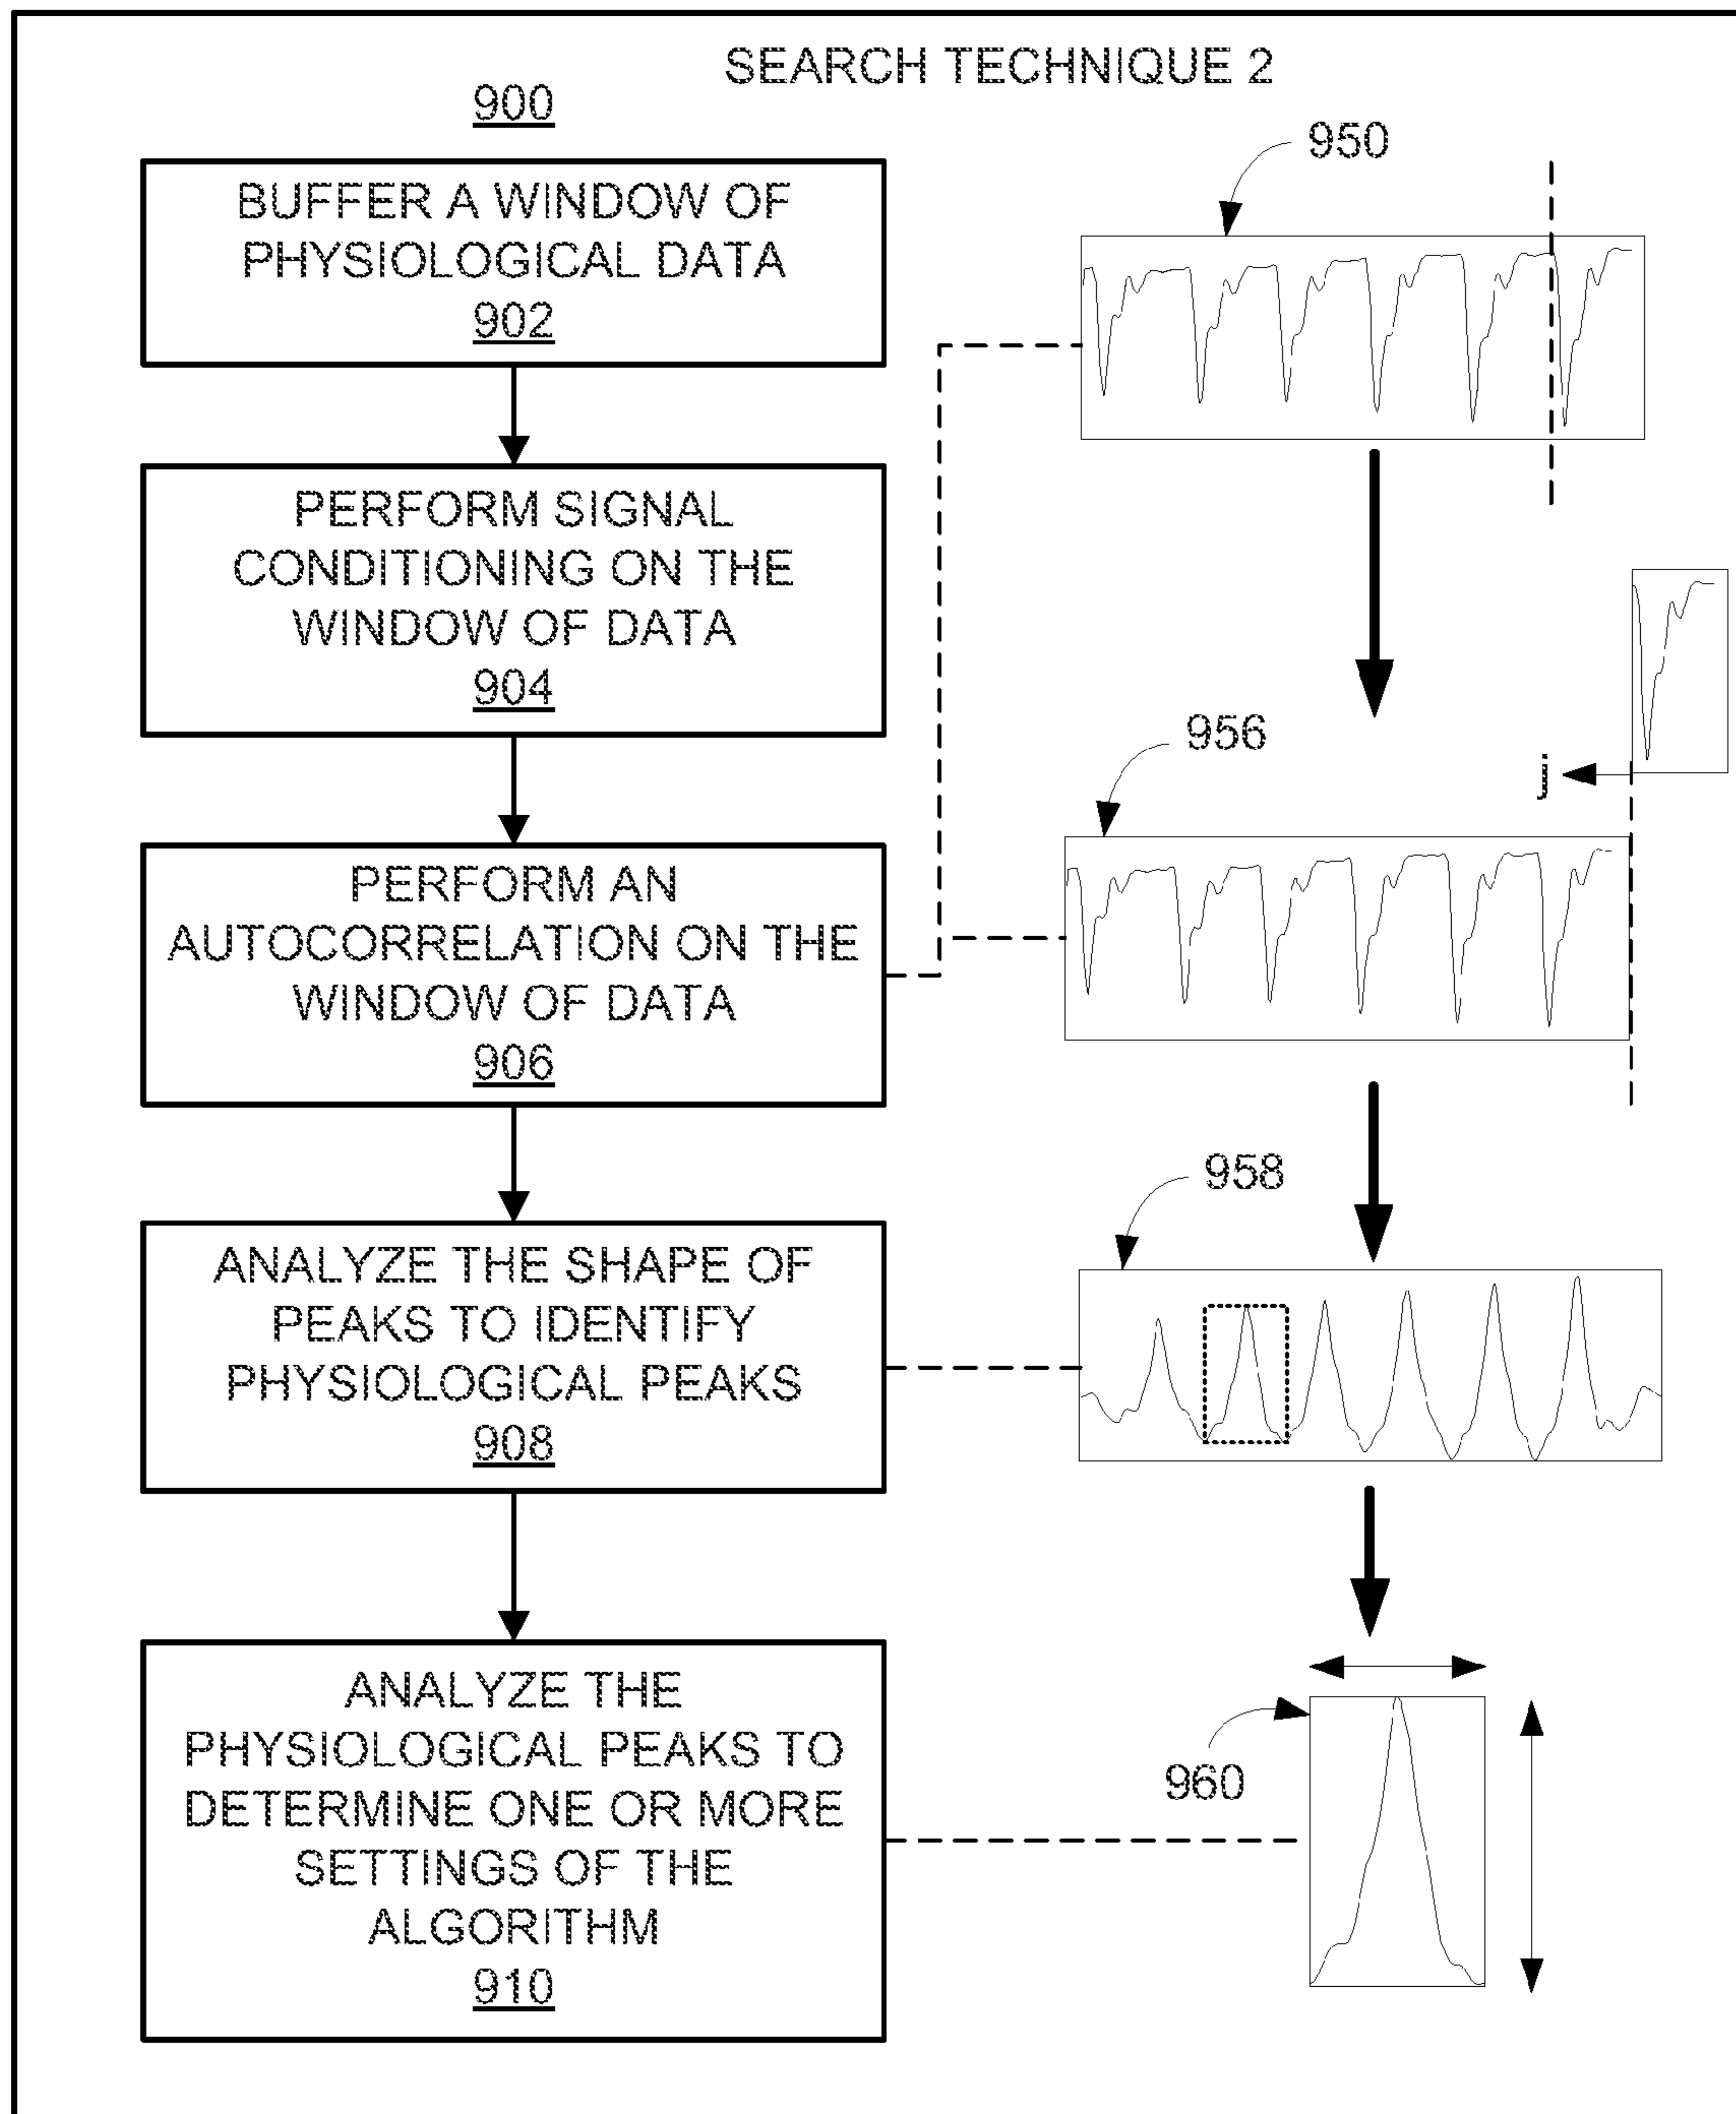 SEARCH TECHNIQUE 2
900
BUFFER A WINDOW OF
PHYSIOLOGICAL DATA
902
PERFORM SIGNAL
CONDITIONING ON THE
WINDOW OF DATA
904
PERFORM AN
AUTOCORRELATION ON THE
WINDOW OF DATA
906
ANALYZE THE SHAPE OF
PEAKS TO IDENTIFY
PHYSIOLOGICAL PEAKS
908
ANALYZE THE
PHYSIOLOGICAL PEAKS TO
DETERMINE ONE OR MORE
SETTINGS OF THE
ALGORITHM
910
950
j
956
958
960